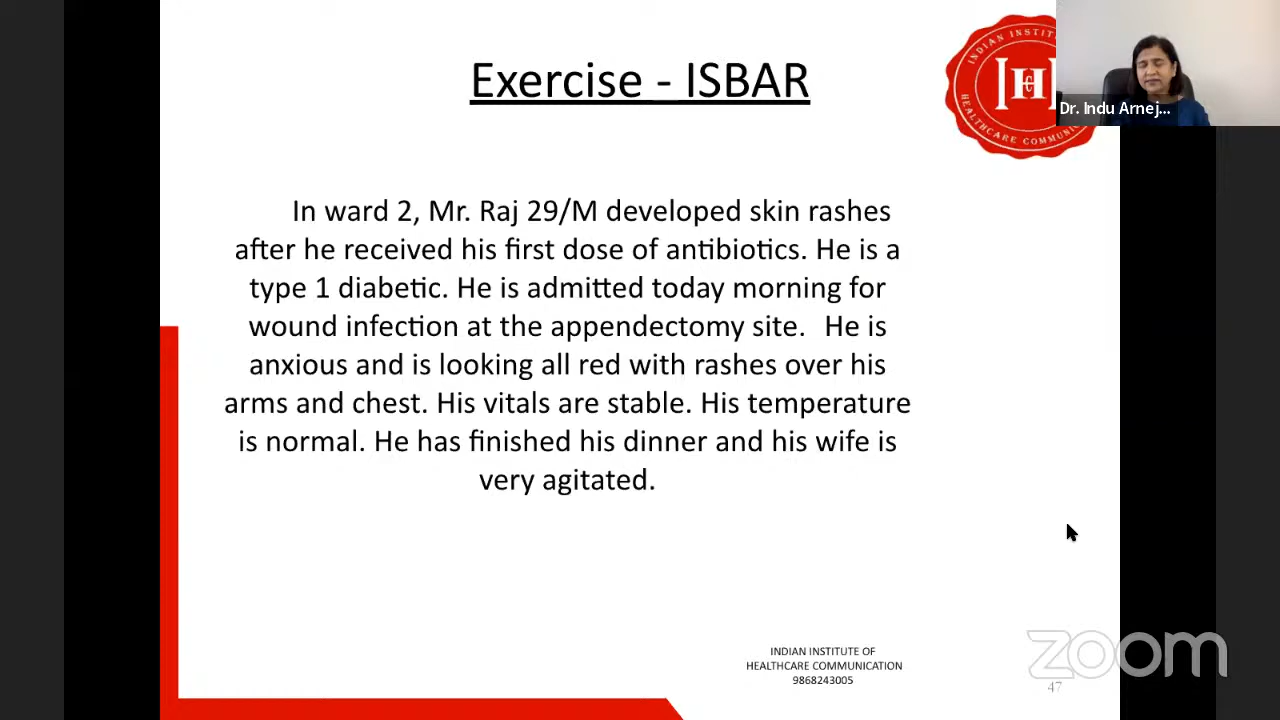 Exercise - ISBAR
INDIAN INSTIT
HEALTHCARE COMMUN
Dr. Indu Arnej...
In ward 2, Mr. Raj 29/M developed skin rashes
after he received his first dose of antibiotics. He is a
type 1 diabetic. He is admitted today morning for
wound infection at the appendectomy site. He is
anxious and is looking all red with rashes over his
arms and chest. His vitals are stable. His temperature
is normal. He has finished his dinner and his wife is
very agitated.
INDIAN INSTITUTE OF
HEALTHCARE COMMUNICATION
9868243005
zoom
47